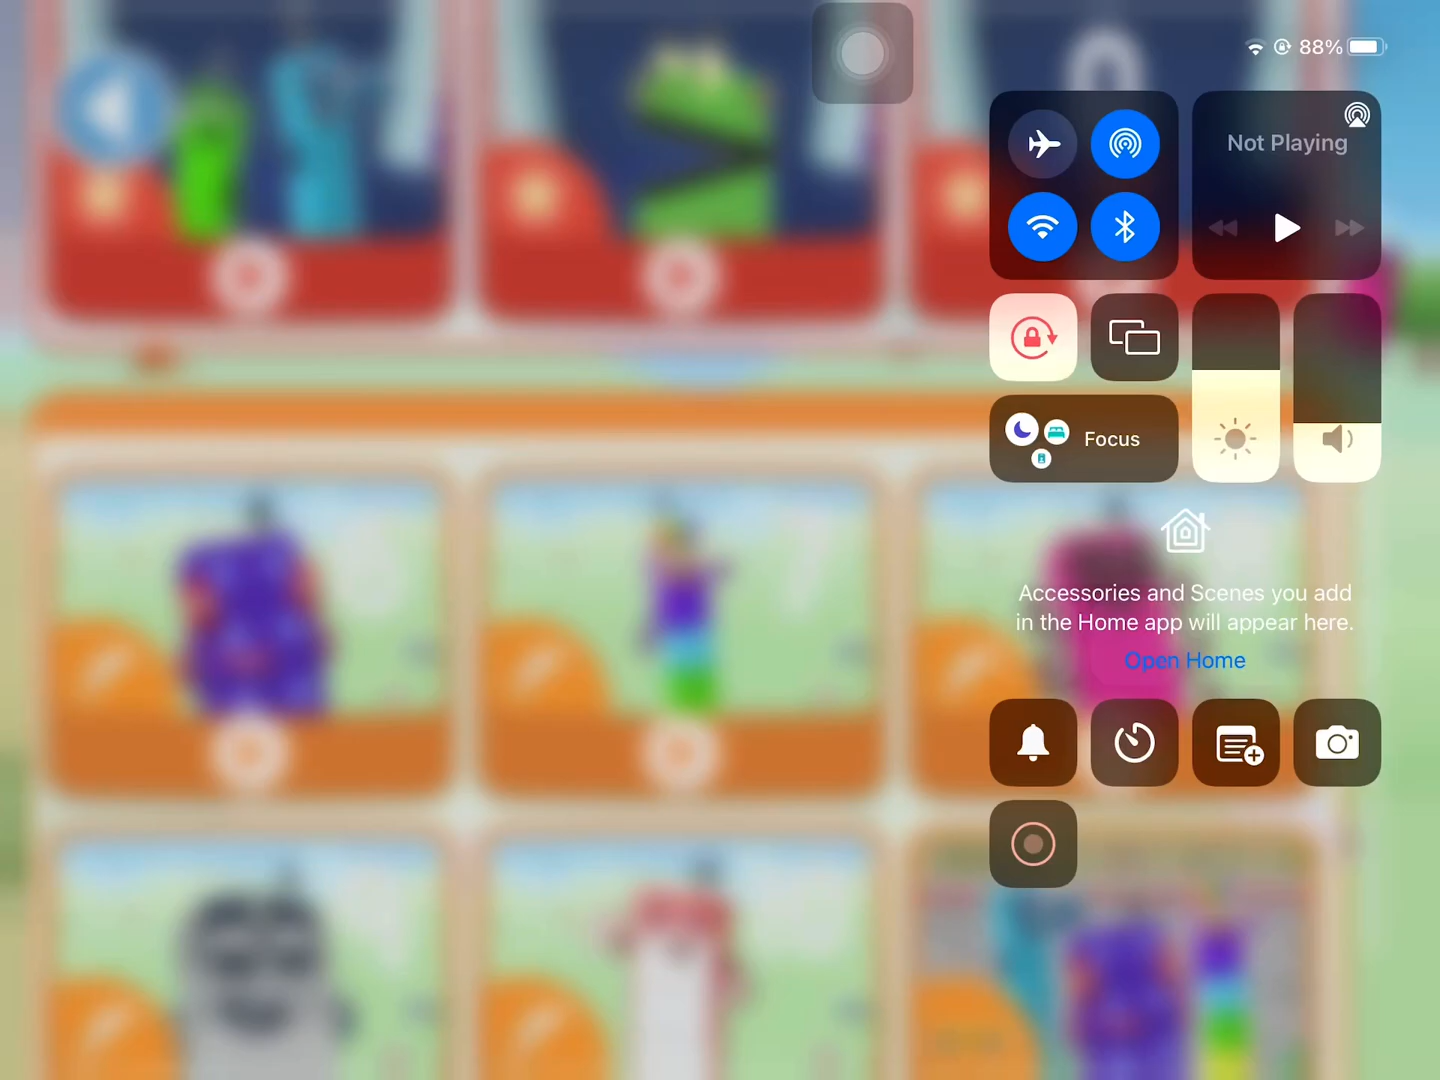 88%
Not Playing
Focus
Accessories and Scenes you add
in the Home app will appear here.
Open Home